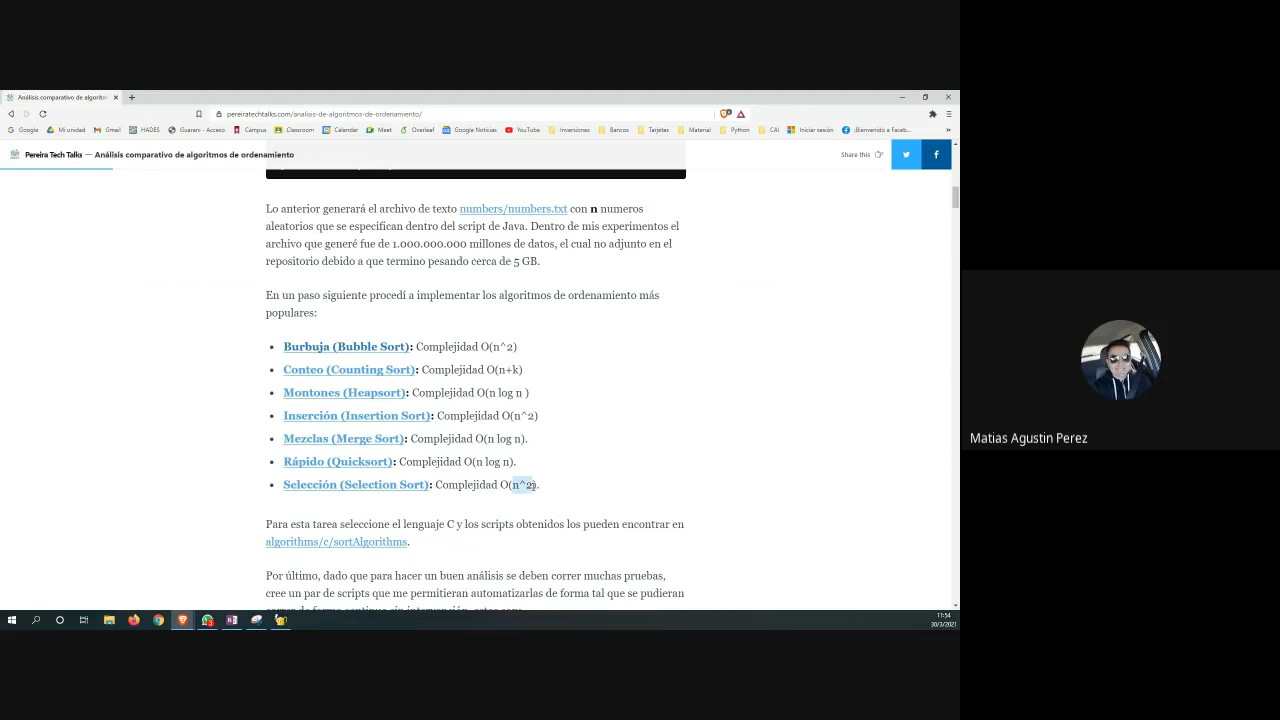 Análisis comparativo de algoritm
pereiratechtalks.com/analisis-de-algoritmos-de-ordenamiento/
Google Mi unidad Gmail HADES Guarani - Acceso Campus Classroom Calendar Meet Overleaf Google Noticias YouTube Inversiones Bancos Tarjetas Material Python CAI Iniciar sesión ¡Bienvenido a Faceb...
Pereira Tech Talks — Análisis comparativo de algoritmos de ordenamiento
Share this
Lo anterior generará el archivo de texto numbers/numbers.txt con n numeros
aleatorios que se especifican dentro del script de Java. Dentro de mis experimentos el
archivo que generé fue de 1.000.000.000 millones de datos, el cual no adjunto en el
repositorio debido a que termino pesando cerca de 5 GB.
En un paso siguiente procedí a implementar los algoritmos de ordenamiento más
populares:
Burbuja (Bubble Sort): Complejidad O(n^2)
Conteo (Counting Sort): Complejidad O(n+k)
Montones (Heapsort): Complejidad O(n log n )
Inserción (Insertion Sort): Complejidad O(n^2)
Mezclas (Merge Sort): Complejidad O(n log n).
Rápido (Quicksort): Complejidad O(n log n).
Selección (Selection Sort): Complejidad O(n^2).
Para esta tarea seleccione el lenguaje C y los scripts obtenidos los pueden encontrar en
algorithms/c/sortAlgorithms.
Por último, dado que para hacer un buen análisis se deben correr muchas pruebas,
cree un par de scripts que me permitieran automatizarlas de forma tal que se pudieran
11:54
30/3/2021
Matias Agustin Perez